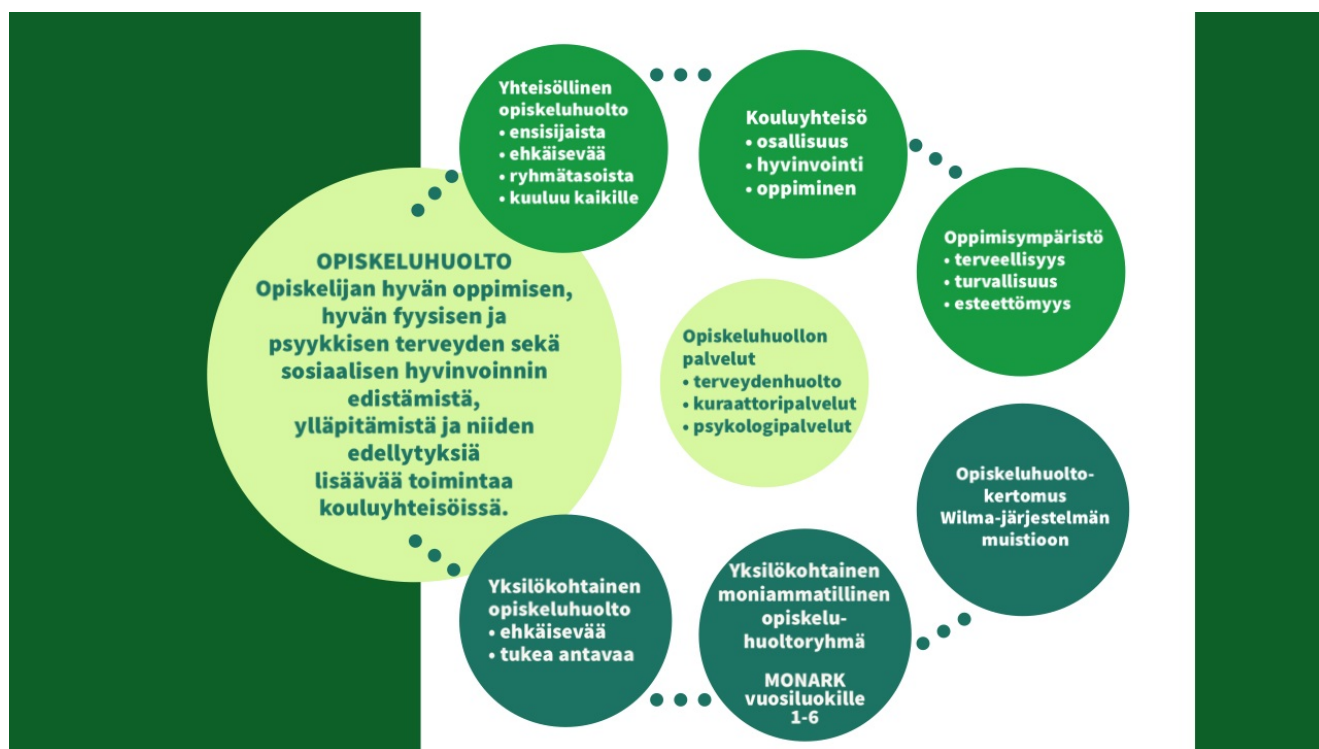 OPISKELUHUOLTO
Opiskelijan hyvän oppimisen,
hyvän fyysisen ja
psyykkisen terveyden sekä
sosiaalisen hyvinvoinnin
edistämistä,
ylläpitämistä ja niiden
edellytyksiä
lisäävää toimintaa
kouluyhteisöissä.
Yhteisöllinen
opiskeluhuolto
• ensisijaista
• ehkäisevää
• ryhmätasoista
• kuuluu kaikille
Kouluyhteisö
• osallisuus
• hyvinvointi
• oppiminen
Oppimisympäristö
• terveellisyys
• turvallisuus
• esteettömyys
Opiskeluhuollon
palvelut
• terveydenhuolto
• kuraattoripalvelut
• psykologipalvelut
Yksilökohtainen
opiskeluhuolto
• ehkäisevää
• tukea antavaa
Yksilökohtainen
moniammatillinen
opiskelu-
huoltoryhmä
MONARK
vuosiluokille
1-6
Opiskeluhuolto-
kertomus
Wilma-järjestelmän
muistioon